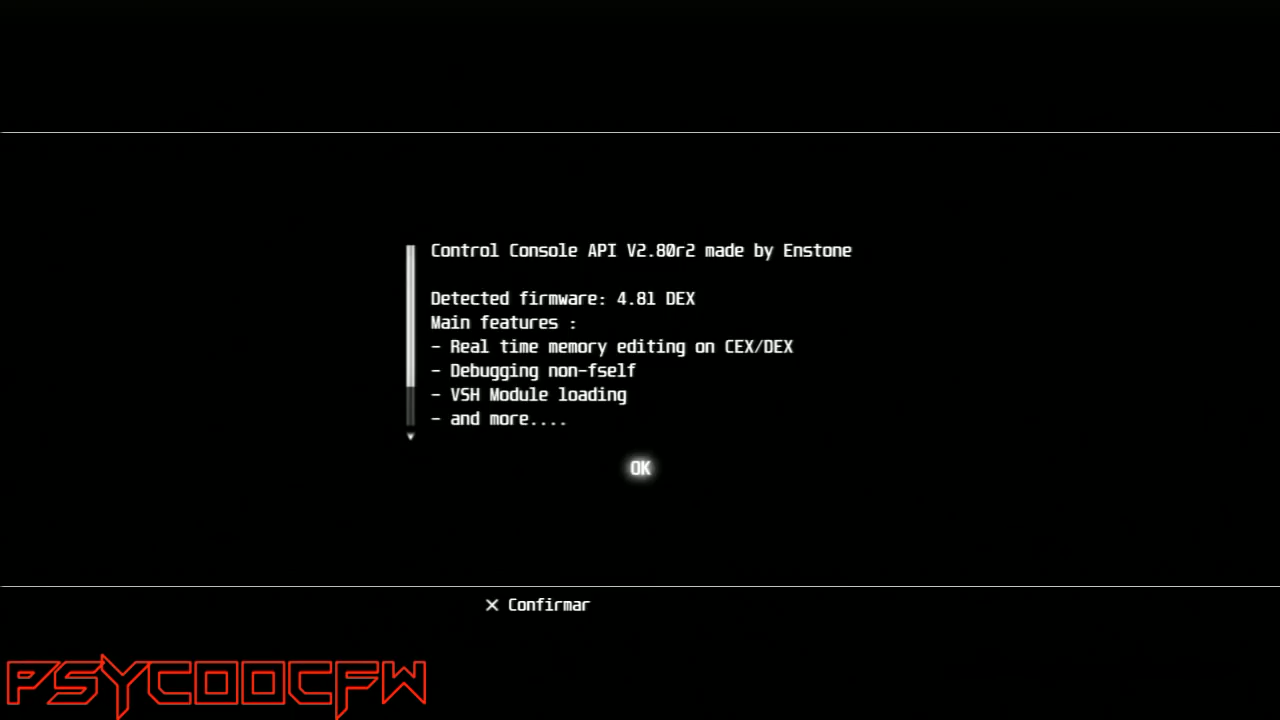 Control Console API V2.80r2 made by Enstone
Detected firmware: 4.81 DEX
Main features :
- Real time memory editing on CEX/DEX
- Debugging non-fself
- VSH Module loading
- and more....
OK
✕ Confirmar
PSYCOOCFW